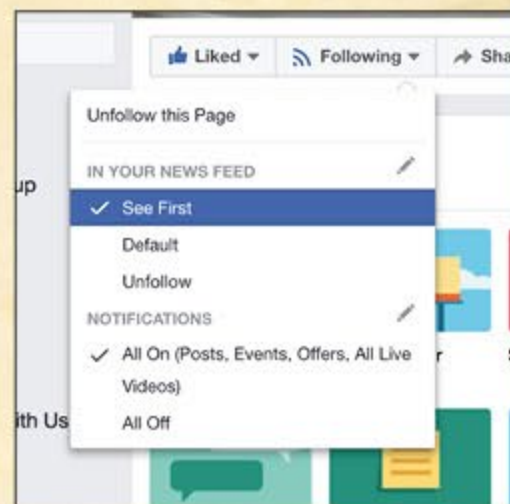 Liked
Following
Sha
Unfollow this Page
IN YOUR NEWS FEED
up
See First
Default
Unfollow
NOTIFICATIONS
All On (Posts, Events, Offers, All Live
Videos)
r
ith Us
All Off